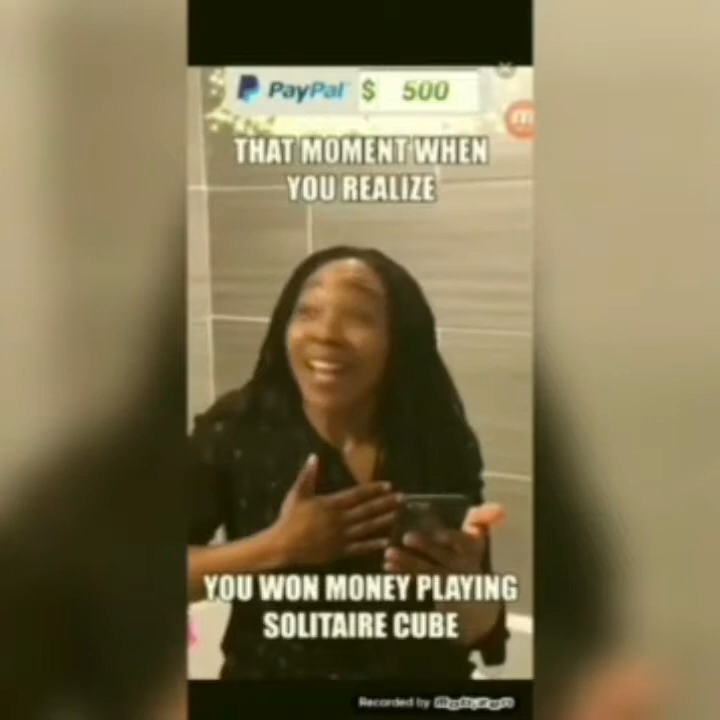 PayPal $ 500
THAT MOMENT WHEN
YOU REALIZE
YOU WON MONEY PLAYING
SOLITAIRE CUBE
Recorded by